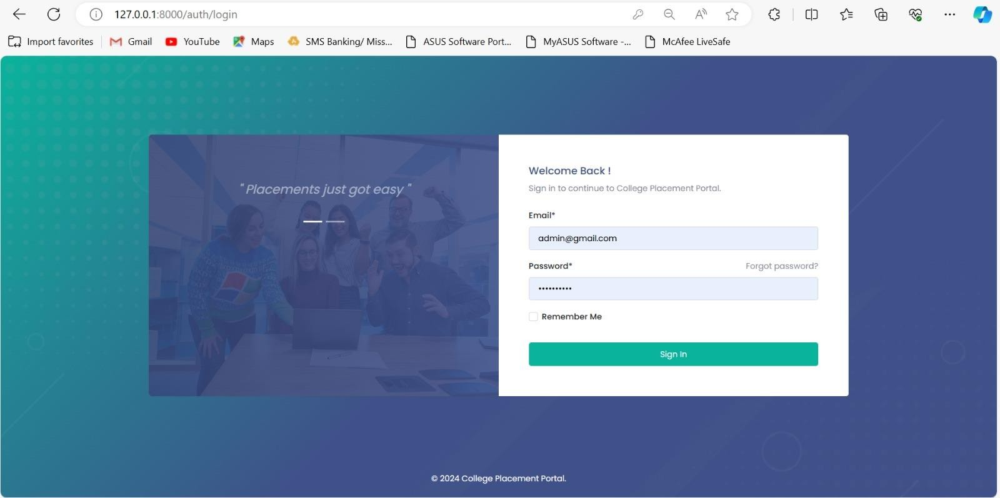 127.0.0.1:8000/auth/login
Import favorites Gmail YouTube Maps SMS Banking/ Miss... ASUS Software Port... MyASUS Software -... McAfee LiveSafe
" Placements just got easy "
Welcome Back !
Sign in to continue to College Placement Portal.
Email*
admin@gmail.com
Password* Forgot password?
••••••••••
Remember Me
Sign In
© 2024 College Placement Portal.